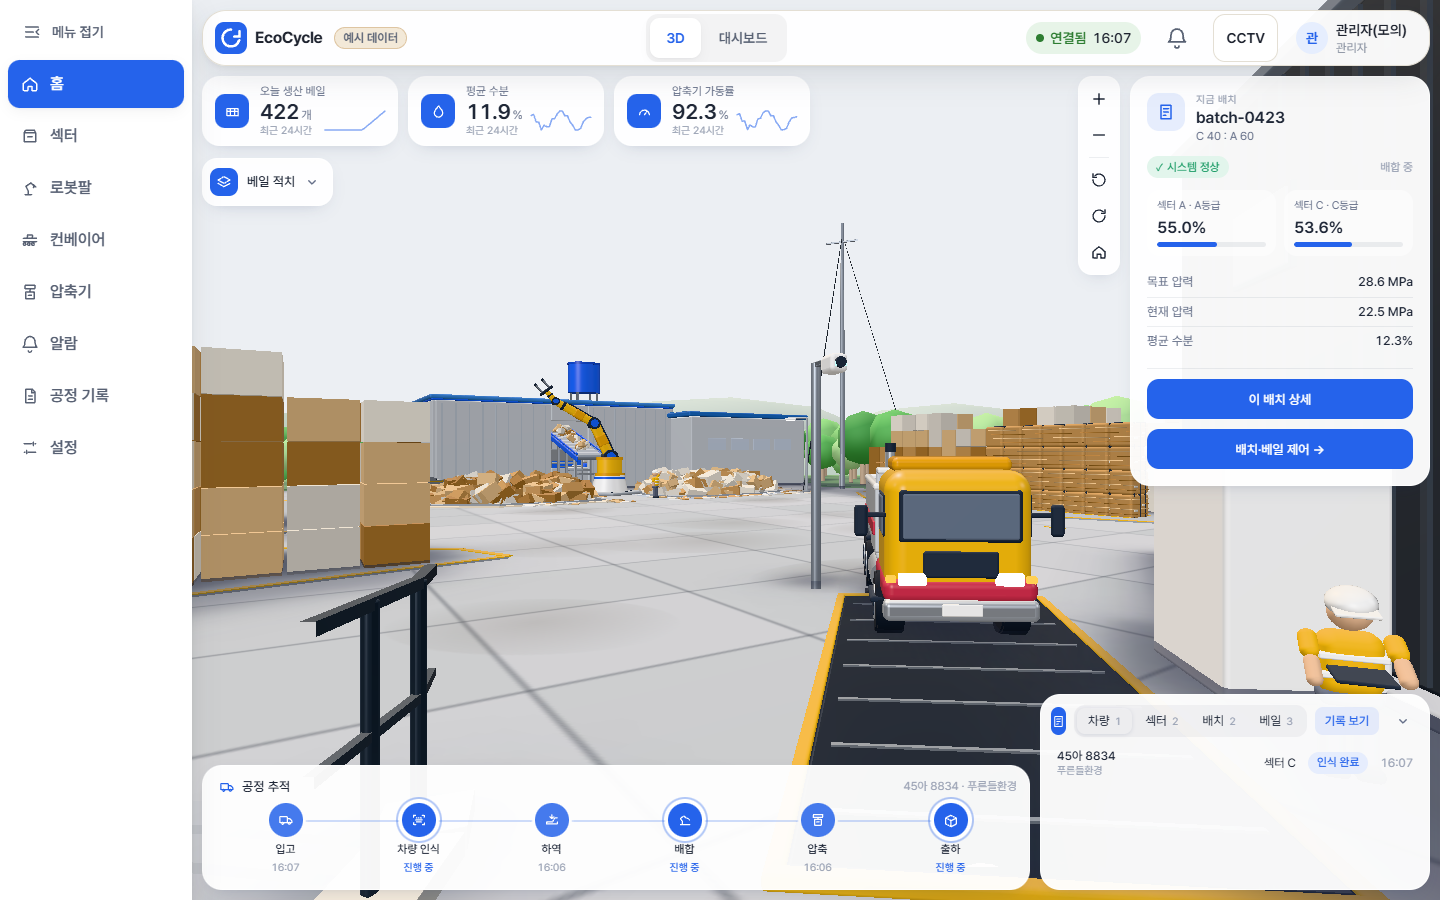 메뉴 접기
홈
섹터
로봇팔
컨베이어
압축기
알람
공정 기록
설정
EcoCycle
예시 데이터
3D
대시보드
연결됨 16:07
CCTV
관
관리자(모의)
관리자
오늘 생산 베일
422개
최근 24시간
평균 수분
11.9%
최근 24시간
압축기 가동률
92.3%
최근 24시간
베일 적치
지금 배치
batch-0423
C 40 : A 60
✓ 시스템 정상
배합 중
섹터 A · A등급
55.0%
섹터 C · C등급
53.6%
목표 압력 28.6 MPa
현재 압력 22.5 MPa
평균 수분 12.3%
이 배치 상세
배치·베일 제어 →
공정 추적
45아 8834 · 푸른들환경
입고
16:07
차량 인식
진행 중
하역
16:06
배합
진행 중
압축
16:06
출하
진행 중
차량 1
섹터 2
배치 2
베일 3
기록 보기
45아 8834
푸른들환경
섹터 C
인식 완료
16:07